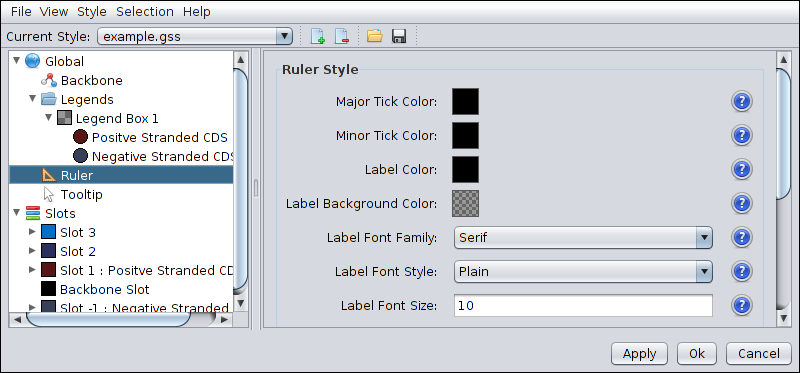 File View Style Selection Help
Current Style: example.gss
Global
Backbone
Legends
Legend Box 1
Positve Stranded CDS
Negative Stranded CDS
Ruler
Tooltip
Slots
Slot 3
Slot 2
Slot 1 : Positve Stranded CD
Backbone Slot
Slot -1 : Negative Stranded
Ruler Style
Major Tick Color:
Minor Tick Color:
Label Color:
Label Background Color:
Label Font Family: Serif
Label Font Style: Plain
Label Font Size: 10
Apply Ok Cancel